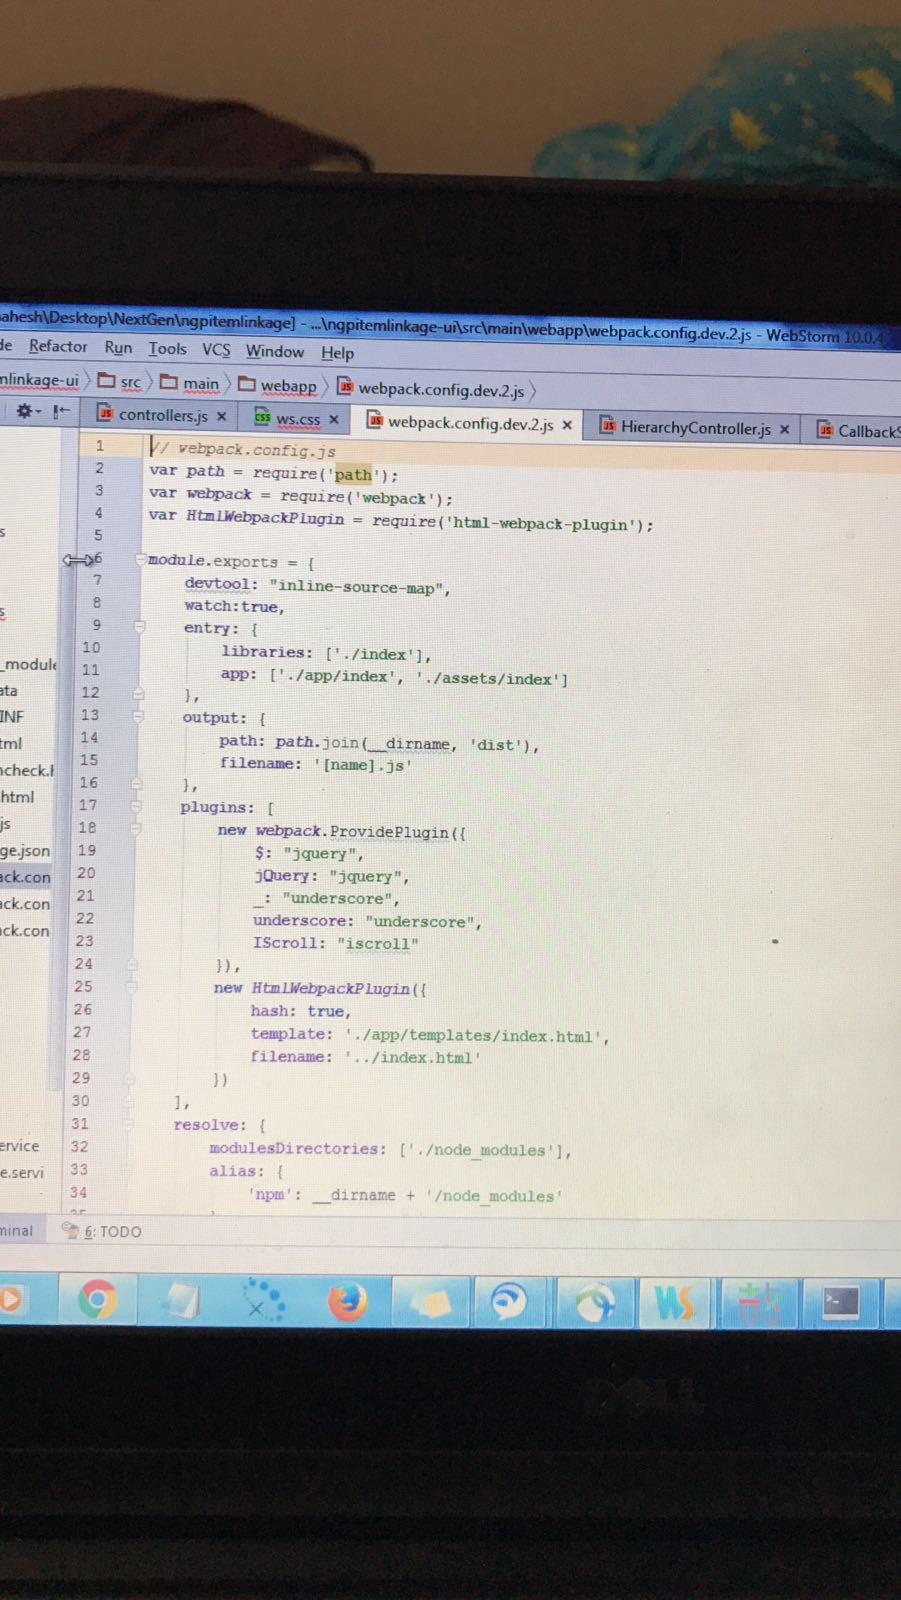 ahesh\Desktop\NextGen\ngpitemlinkage] - ...\ngpitemlinkage-ui\src\main\webapp\webpack.config.dev.2.js - WebStorm 10.0.4
de Refactor Run Tools VCS Window Help
nlinkage-ui src main webapp webpack.config.dev.2.js
controllers.js × ws.css × webpack.config.dev.2.js × HierarchyController.js × CallbackS
1 // webpack.config.js
2 var path = require('path');
3 var webpack = require('webpack');
4 var HtmlWebpackPlugin = require('html-webpack-plugin');
5
6 module.exports = {
7 devtool: "inline-source-map",
8 watch:true,
9 entry: {
10 libraries: ['./index'],
11 app: ['./app/index', './assets/index']
12 },
13 output: {
14 path: path.join(__dirname, 'dist'),
15 filename: '[name].js'
16 },
17 plugins: [
18 new webpack.ProvidePlugin({
19 $: "jquery",
20 jQuery: "jquery",
21 _: "underscore",
22 underscore: "underscore",
23 IScroll: "iscroll"
24 }),
25 new HtmlWebpackPlugin({
26 hash: true,
27 template: './app/templates/index.html',
28 filename: '../index.html'
29 })
30 ],
31 resolve: {
32 modulesDirectories: ['./node_modules'],
33 alias: {
34 'npm': __dirname + '/node_modules'
s
s
_module
ata
INF
tml
ncheck.h
html
js
ge.json
ack.con
ack.con
ack.con
ervice
e.servi
minal 6: TODO
WS
DELL